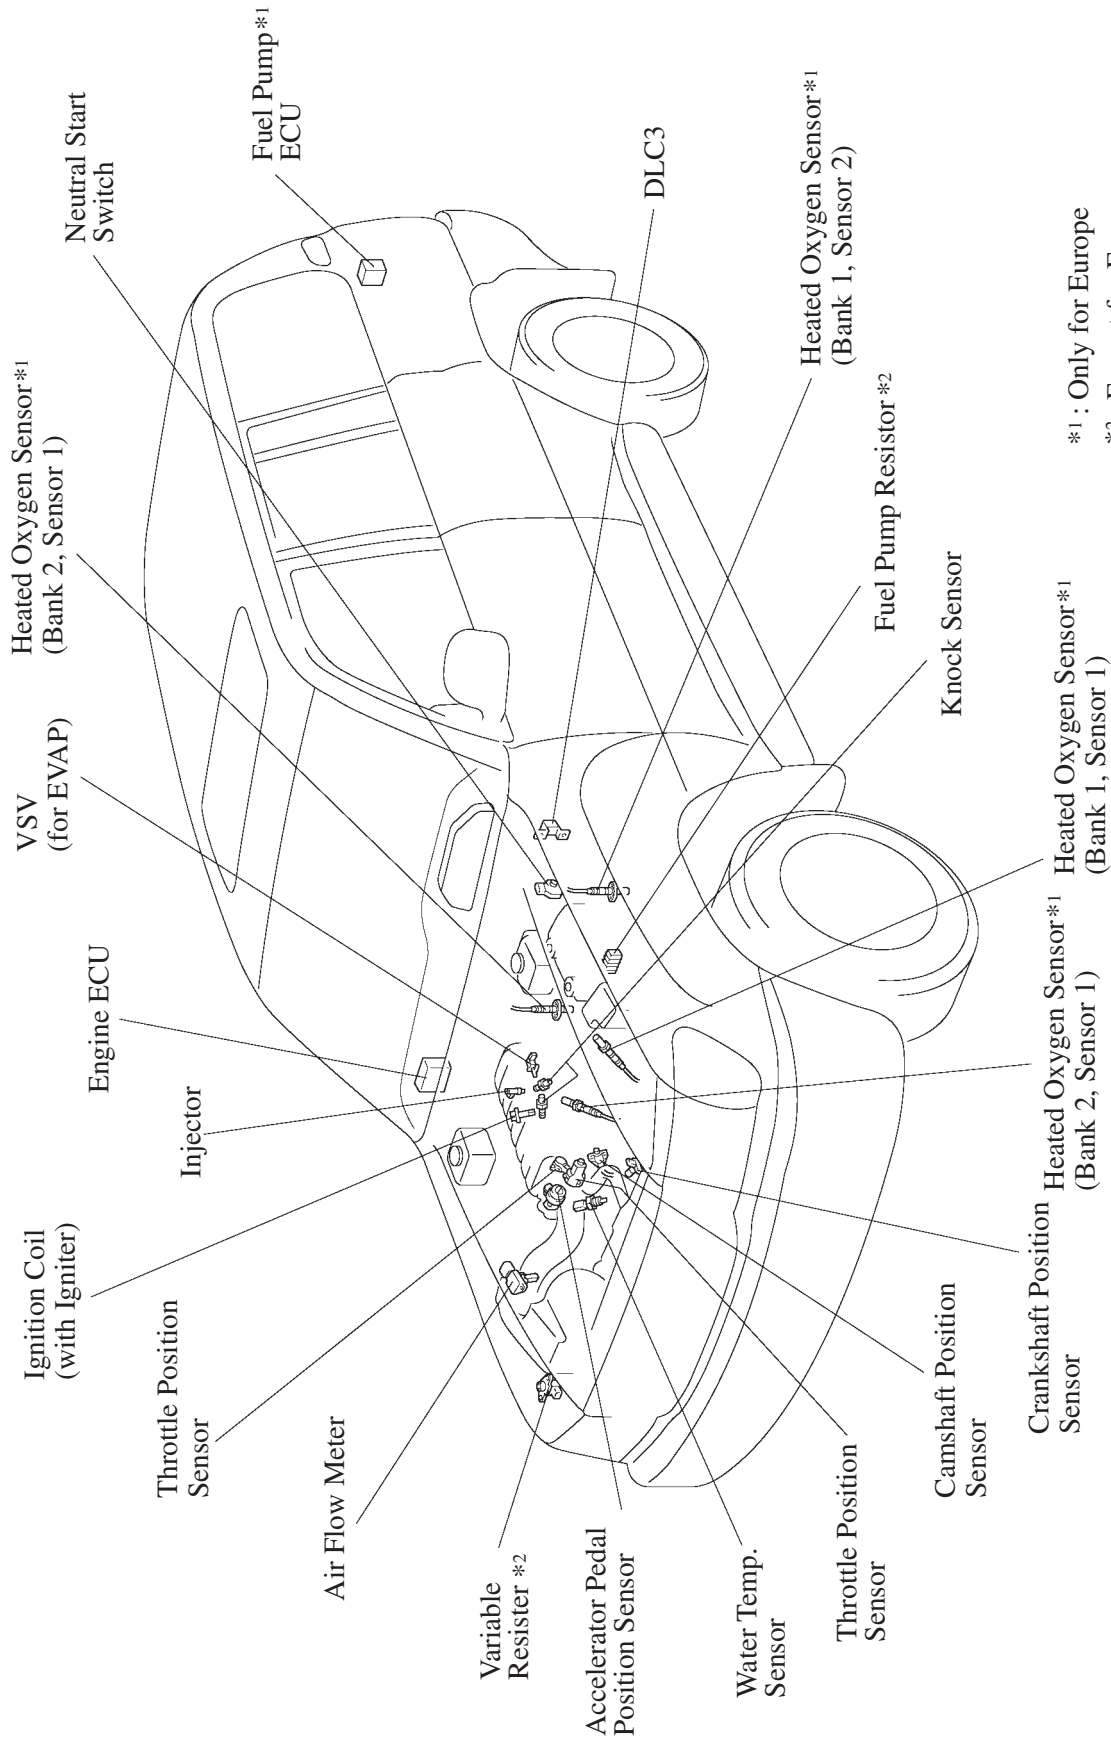 Ignition Coil
(with Igniter)
Injector
Engine ECU
VSV
(for EVAP)
Heated Oxygen Sensor*1
(Bank 2, Sensor 1)
Neutral Start
Switch
Throttle Position
Sensor
Fuel Pump*1
ECU
Air Flow Meter
Variable
Resister *2
DLC3
Accelerator Pedal
Position Sensor
Heated Oxygen Sensor*1
(Bank 1, Sensor 2)
Water Temp.
Sensor
Fuel Pump Resistor *2
Throttle Position
Sensor
Knock Sensor
Camshaft Position
Sensor
Crankshaft Position
Sensor
Heated Oxygen Sensor*1
(Bank 2, Sensor 1)
Heated Oxygen Sensor*1
(Bank 1, Sensor 1)
*1 : Only for Europe